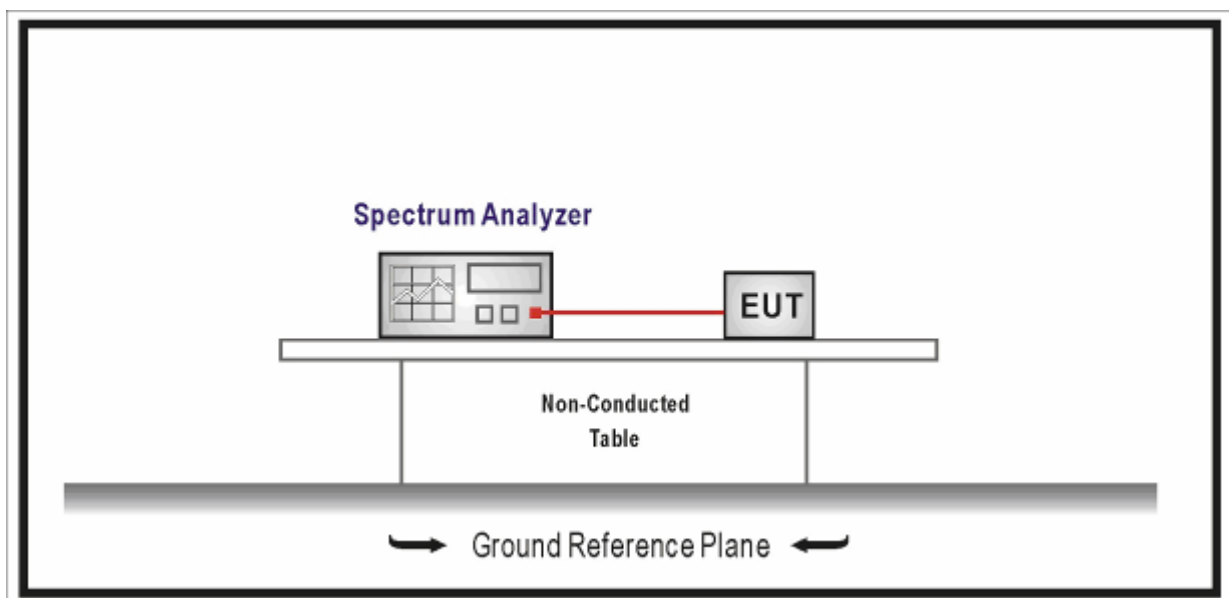 Spectrum Analyzer
EUT
Non-Conducted
Table
Ground Reference Plane